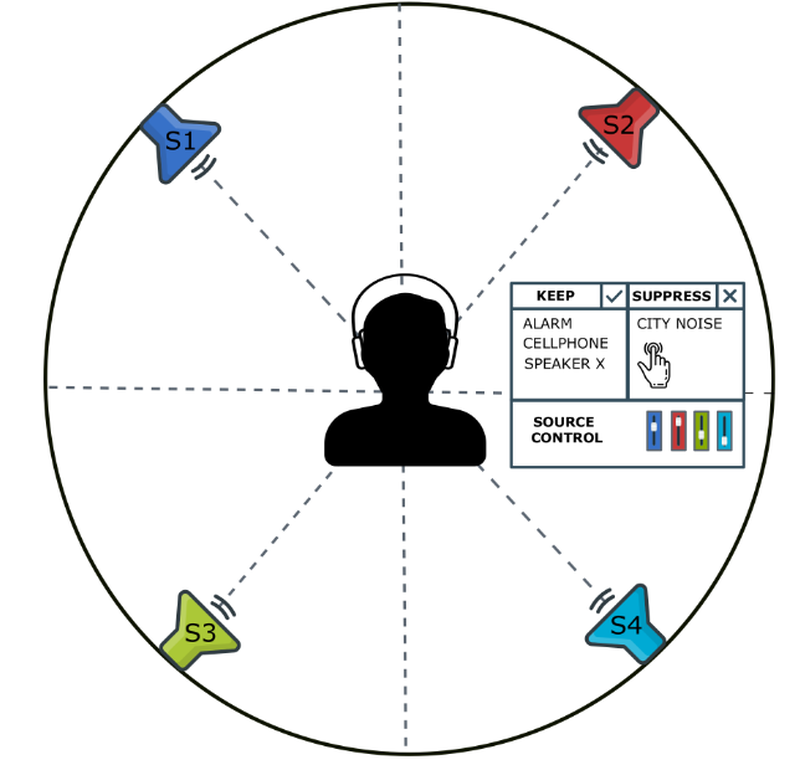 S1
S2
KEEP
SUPPRESS
ALARM
CELLPHONE
SPEAKER X
CITY NOISE
SOURCE
CONTROL
S3
S4